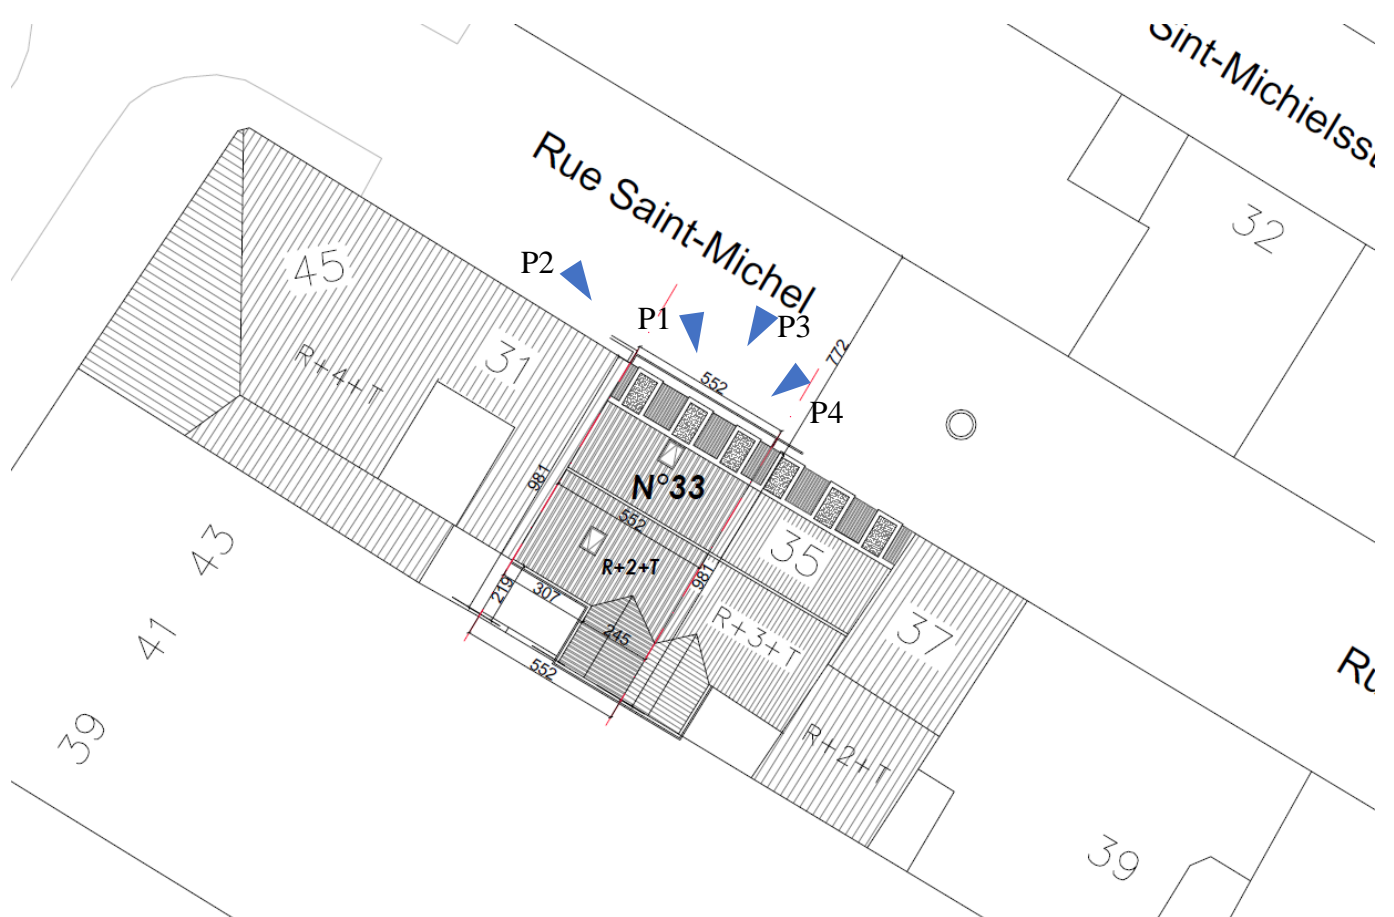 Sint-Michielsst
Rue Saint-Michel
32
P2
45
P1
P3
772
31
R+4+T
552
P4
981
N°33
552
35
43
R+2+T
981
219
307
245
R+3+T
37
41
552
Ru
39
R+2+T
39